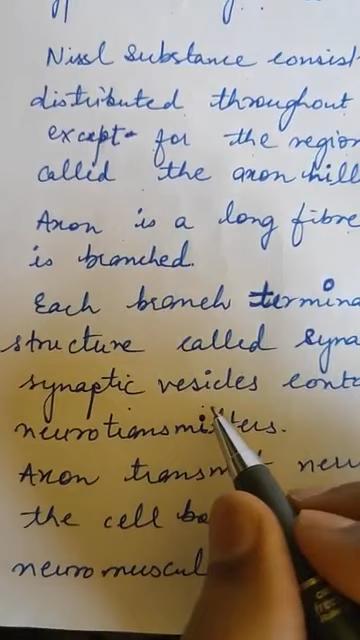 Nissl substance consist
distributed throughout
except for the region
called the axon hill
Axon is a long fibre
is branched.
Each branch termina
structure called syna
synaptic vesicles conta
neurotransmitters.
Axon transm neu
the cell bo
neuromuscul